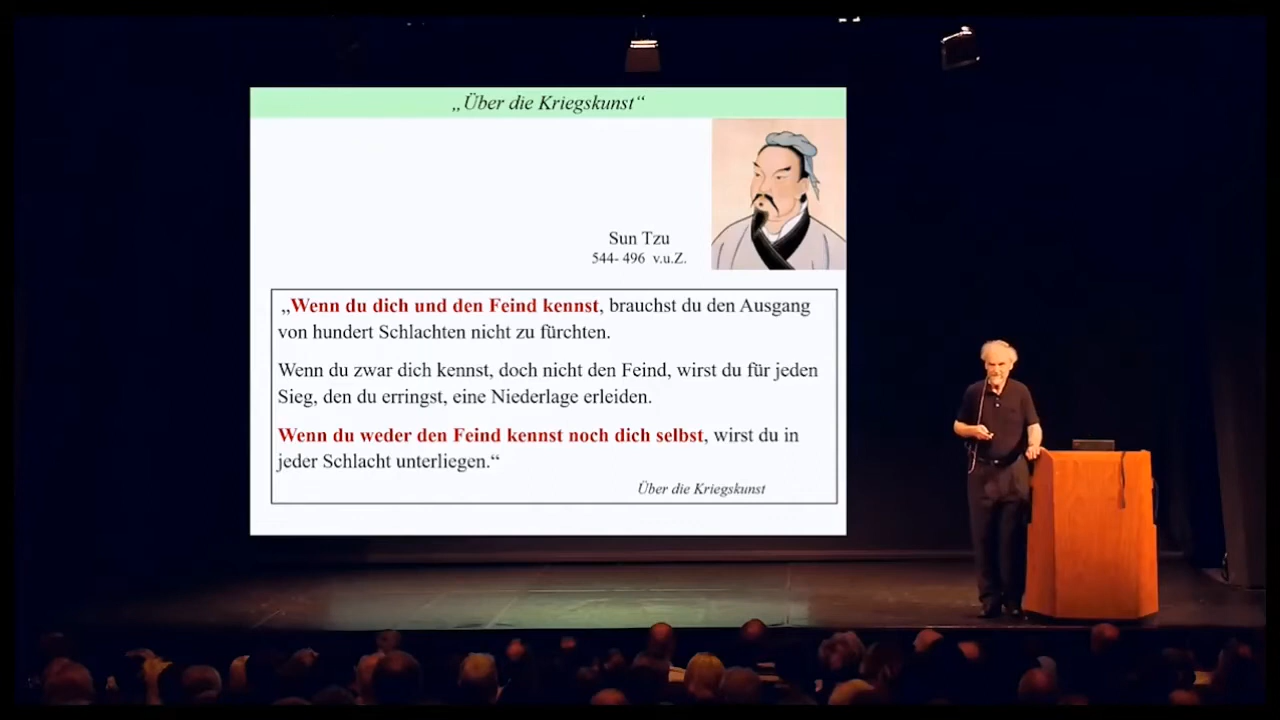 „Über die Kriegskunst“
Sun Tzu
544- 496 v.u.Z.
„Wenn du dich und den Feind kennst, brauchst du den Ausgang
von hundert Schlachten nicht zu fürchten.
Wenn du zwar dich kennst, doch nicht den Feind, wirst du für jeden
Sieg, den du erringst, eine Niederlage erleiden.
Wenn du weder den Feind kennst noch dich selbst, wirst du in
jeder Schlacht unterliegen.“
Über die Kriegskunst